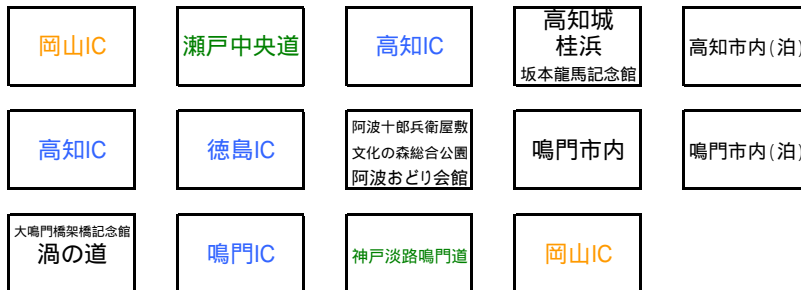 岡山IC
瀬戸中央道
高知IC
高知城
桂浜
坂本龍馬記念館
高知市内(泊)
高知IC
徳島IC
阿波十郎兵衛屋敷
文化の森総合公園
阿波おどり会館
鳴門市内
鳴門市内(泊)
大鳴門橋架橋記念館
渦の道
鳴門IC
神戸淡路鳴門道
岡山IC